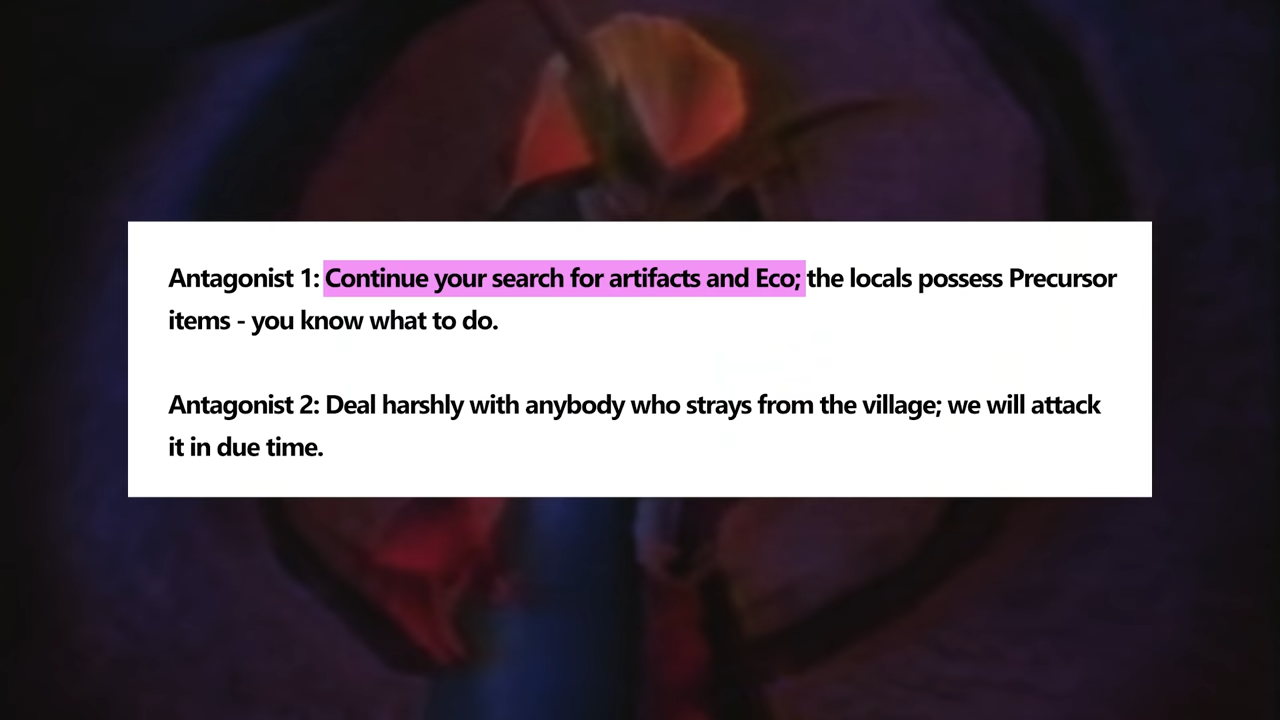 Antagonist 1: Continue your search for artifacts and Eco; the locals possess Precursor
items - you know what to do.
Antagonist 2: Deal harshly with anybody who strays from the village; we will attack
it in due time.